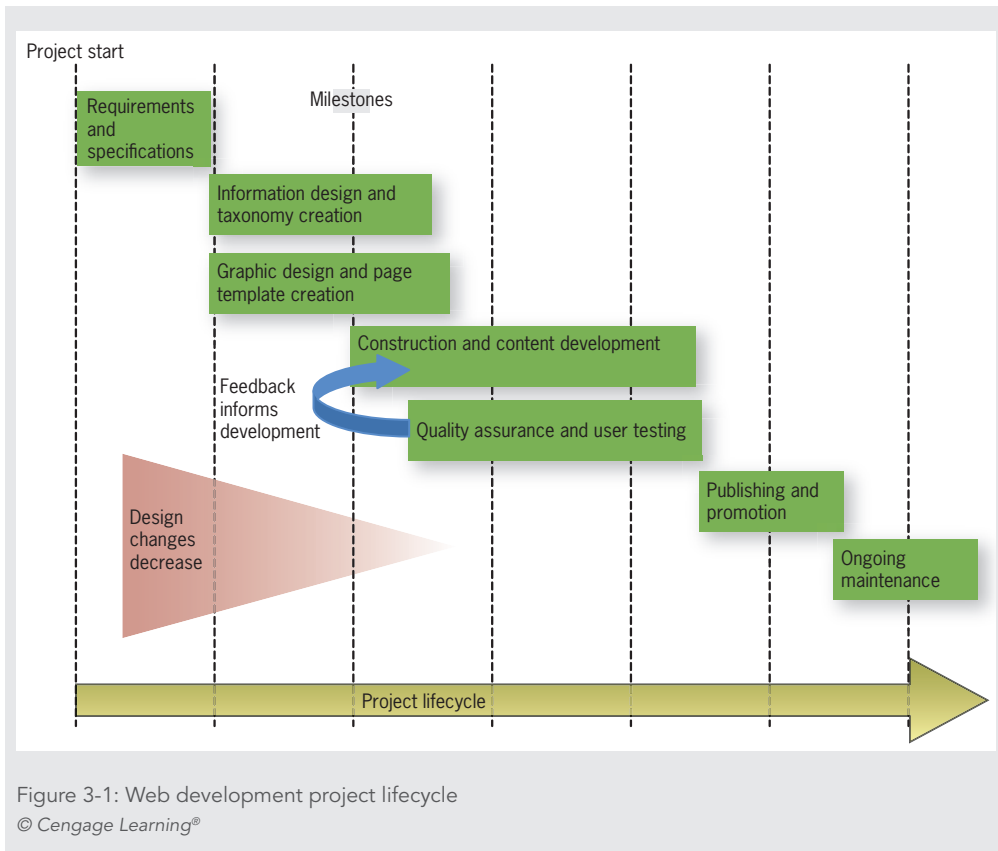 Project start
Milestones
Requirements
and
specifications
Information design and
taxonomy creation
Graphic design and page
template creation
Construction and content development
Feedback
informs
development
Quality assurance and user testing
Publishing and
promotion
Design
changes
decrease
Ongoing
maintenance
Project lifecycle
Figure 3-1: Web development project lifecycle
© Cengage Learning®